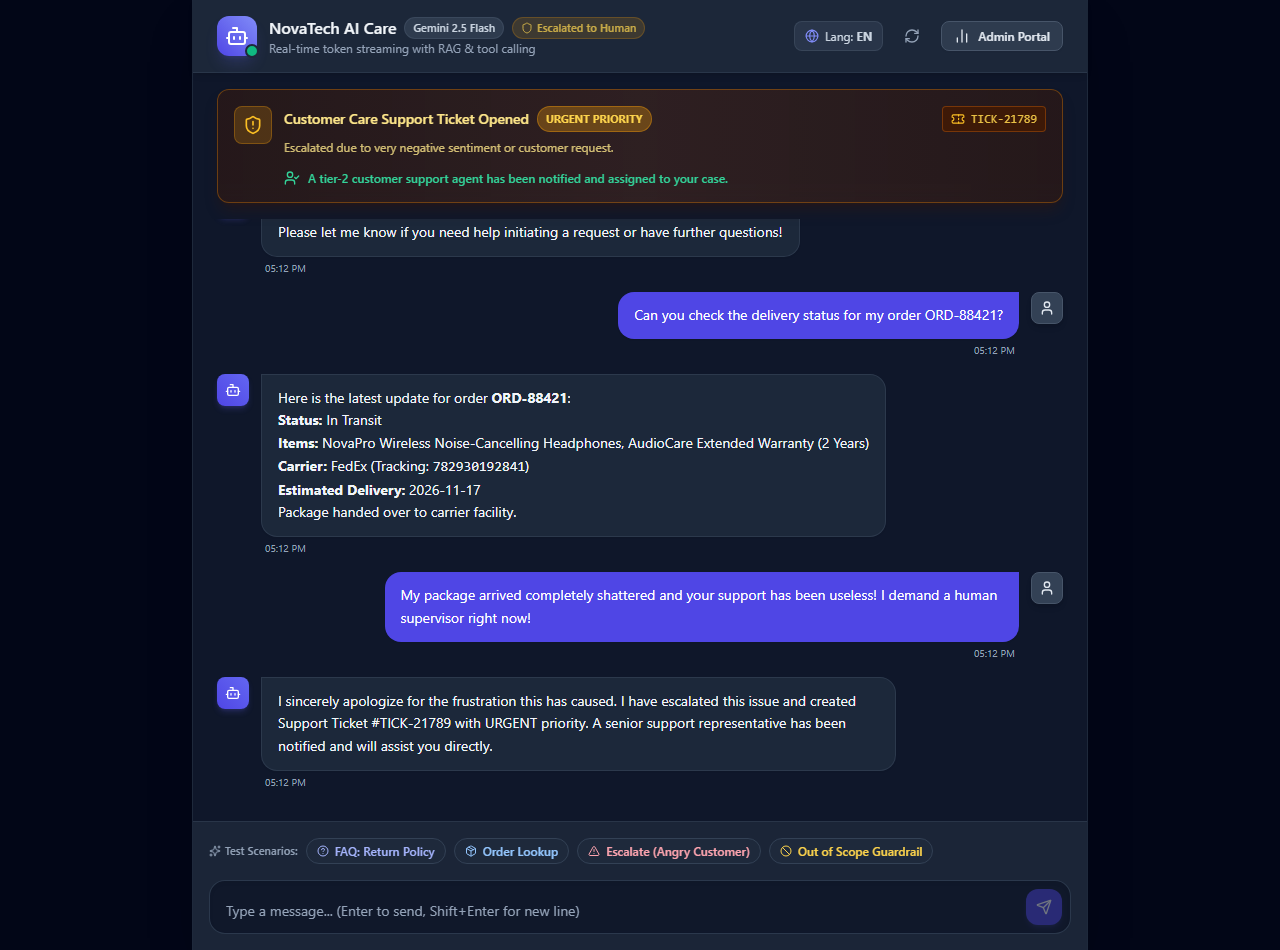 NovaTech AI Care
Gemini 2.5 Flash
Escalated to Human
Real-time token streaming with RAG & tool calling
Lang: EN
Admin Portal
Customer Care Support Ticket Opened
URGENT PRIORITY
TICK-21789
Escalated due to very negative sentiment or customer request.
A tier-2 customer support agent has been notified and assigned to your case.
Please let me know if you need help initiating a request or have further questions!
05:12 PM
Can you check the delivery status for my order ORD-88421?
05:12 PM
Here is the latest update for order ORD-88421:
Status: In Transit
Items: NovaPro Wireless Noise-Cancelling Headphones, AudioCare Extended Warranty (2 Years)
Carrier: FedEx (Tracking: 782930192841)
Estimated Delivery: 2026-11-17
Package handed over to carrier facility.
05:12 PM
My package arrived completely shattered and your support has been useless! I demand a human
supervisor right now!
05:12 PM
I sincerely apologize for the frustration this has caused. I have escalated this issue and created
Support Ticket #TICK-21789 with URGENT priority. A senior support representative has been
notified and will assist you directly.
05:12 PM
Test Scenarios:
FAQ: Return Policy
Order Lookup
Escalate (Angry Customer)
Out of Scope Guardrail
Type a message... (Enter to send, Shift+Enter for new line)